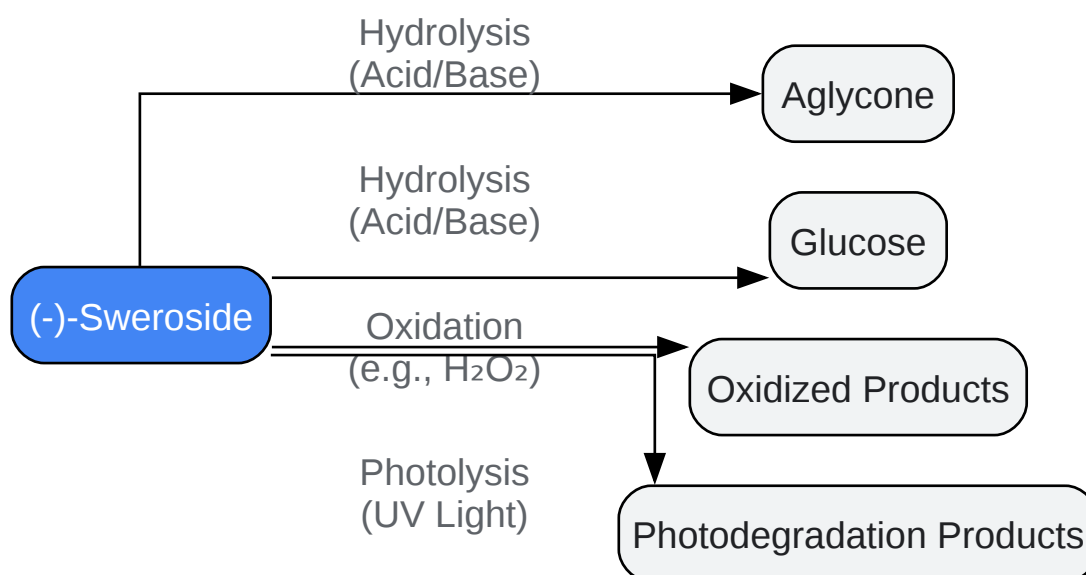 Hydrolysis
(Acid/Base)
Aglycone
Hydrolysis
(Acid/Base)
Glucose
(-)-Sweroside
Oxidation
(e.g., H₂O₂)
Oxidized Products
Photolysis
(UV Light)
Photodegradation Products